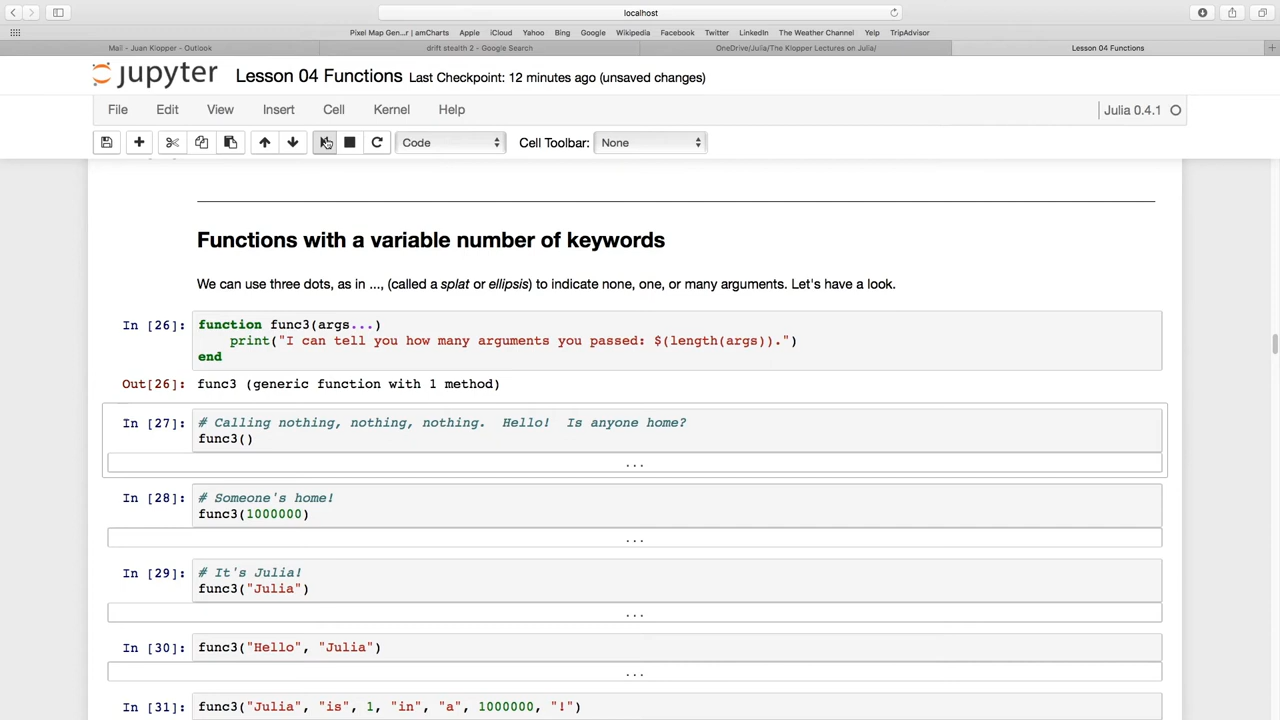 localhost
Pixel Map Gen...r | amCharts Apple iCloud Yahoo Bing Google Wikipedia Facebook Twitter LinkedIn The Weather Channel Yelp TripAdvisor
Mail - Juan Klopper - Outlook drift stealth 2 - Google Search OneDrive/Julia/The Klopper Lectures on Julia/ Lesson 04 Functions
jupyter Lesson 04 Functions Last Checkpoint: 12 minutes ago (unsaved changes)
File Edit View Insert Cell Kernel Help Julia 0.4.1
Code Cell Toolbar: None
Functions with a variable number of keywords
We can use three dots, as in ..., (called a splat or ellipsis) to indicate none, one, or many arguments. Let's have a look.
In [26]: function func3(args...)
print("I can tell you how many arguments you passed: $(length(args)).")
end
Out[26]: func3 (generic function with 1 method)
In [27]: # Calling nothing, nothing, nothing. Hello! Is anyone home?
func3()
...
In [28]: # Someone's home!
func3(1000000)
...
In [29]: # It's Julia!
func3("Julia")
...
In [30]: func3("Hello", "Julia")
...
In [31]: func3("Julia", "is", 1, "in", "a", 1000000, "!")